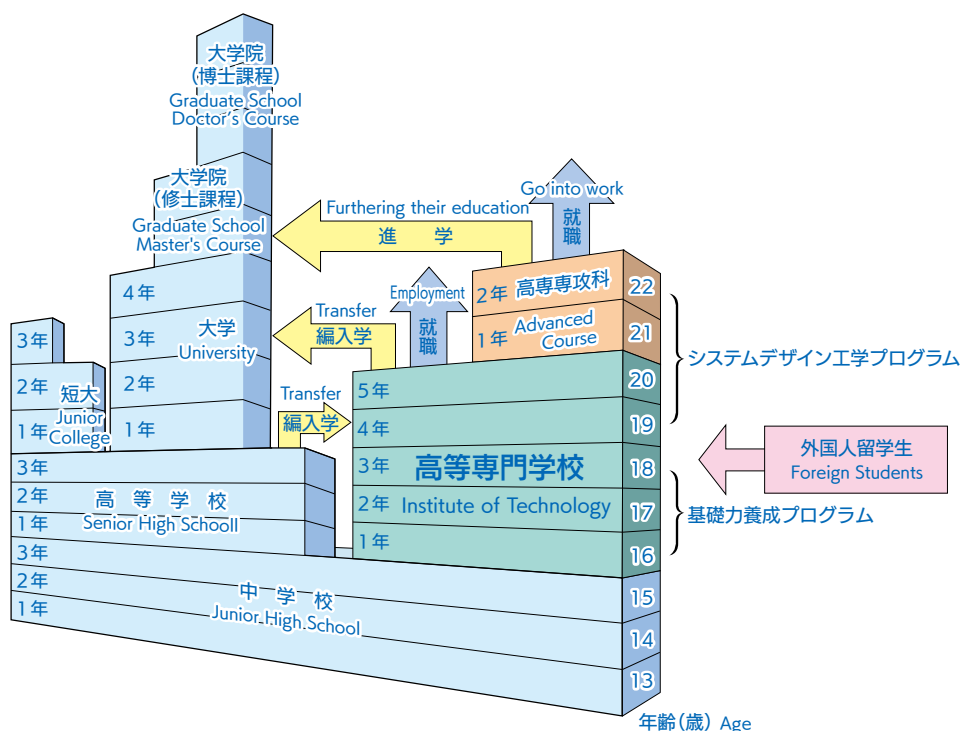 大学院
(博士課程)
Graduate School
Doctor's Course
大学院
(修士課程)
Graduate School
Master's Course
Furthering their education
進 学
Go into work
就職
4年
3年
2年
1年
大学
University
3年
2年
1年
短大
Junior
College
Transfer
編入学
Employment
就職
Transfer
編入学
2年 高専専攻科
1年 Advanced
Course
5年
4年
3年 高等専門学校
2年 Institute of Technology
1年
3年
2年
1年
高 等 学 校
Senior High Schooll
3年
2年
1年
中 学 校
Junior High School
22
21
20
19
18
17
16
15
14
13
年齢(歳) Age
システムデザイン工学プログラム
外国人留学生
Foreign Students
基礎力養成プログラム